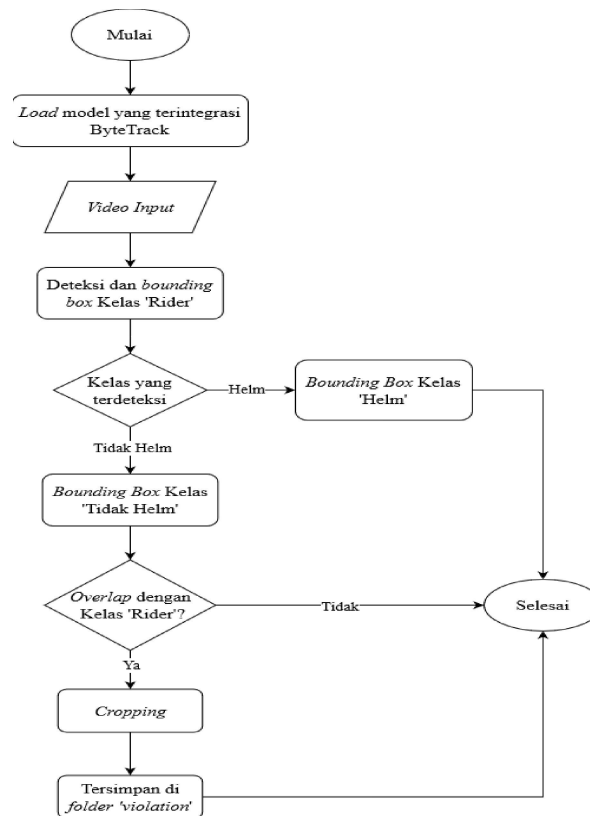 Mulai
Load model yang terintegrasi
ByteTrack
Video Input
Deteksi dan bounding
box Kelas 'Rider'
Kelas yang
terdeteksi
Helm
Bounding Box Kelas
'Helm'
Tidak Helm
Bounding Box Kelas
'Tidak Helm'
Overlap dengan
Kelas 'Rider'?
Tidak
Selesai
Ya
Cropping
Tersimpan di
folder 'violation'